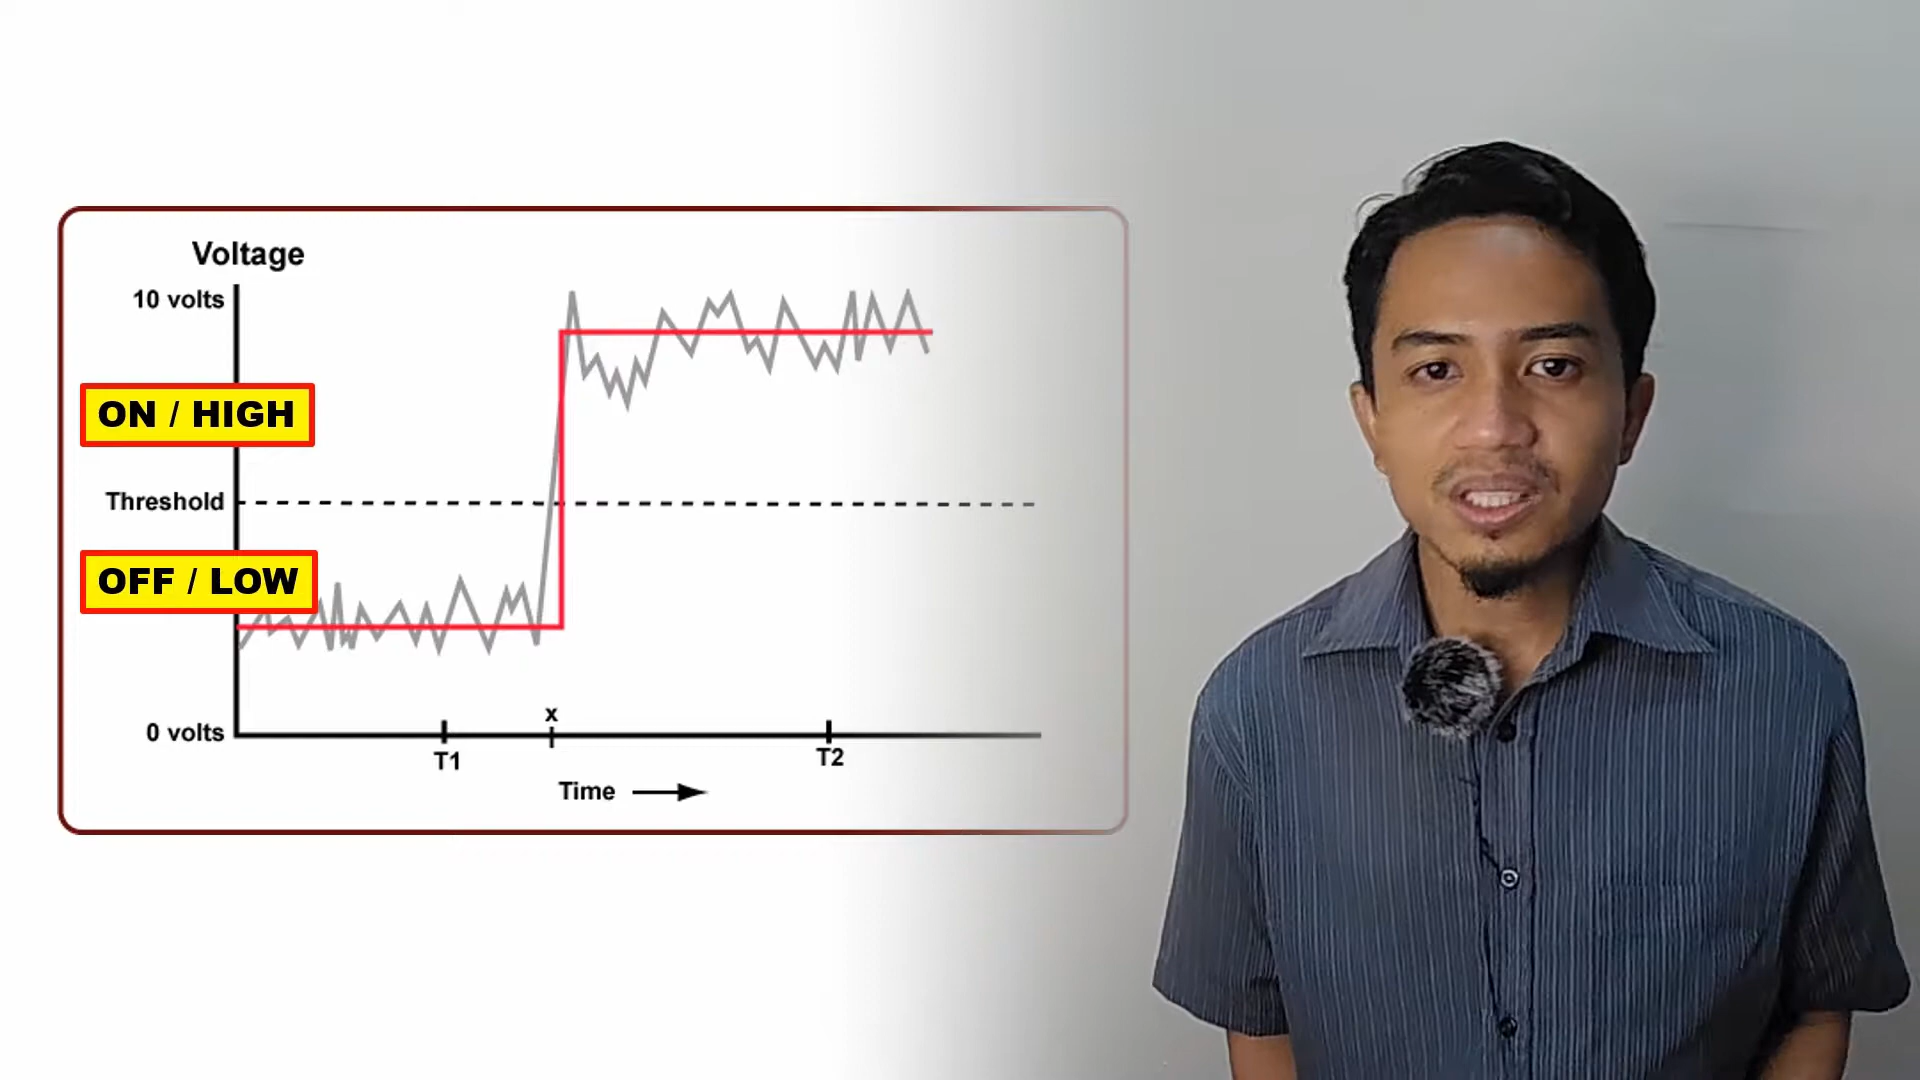 Voltage
10 volts
ON / HIGH
Threshold
OFF / LOW
0 volts
x
T1
T2
Time